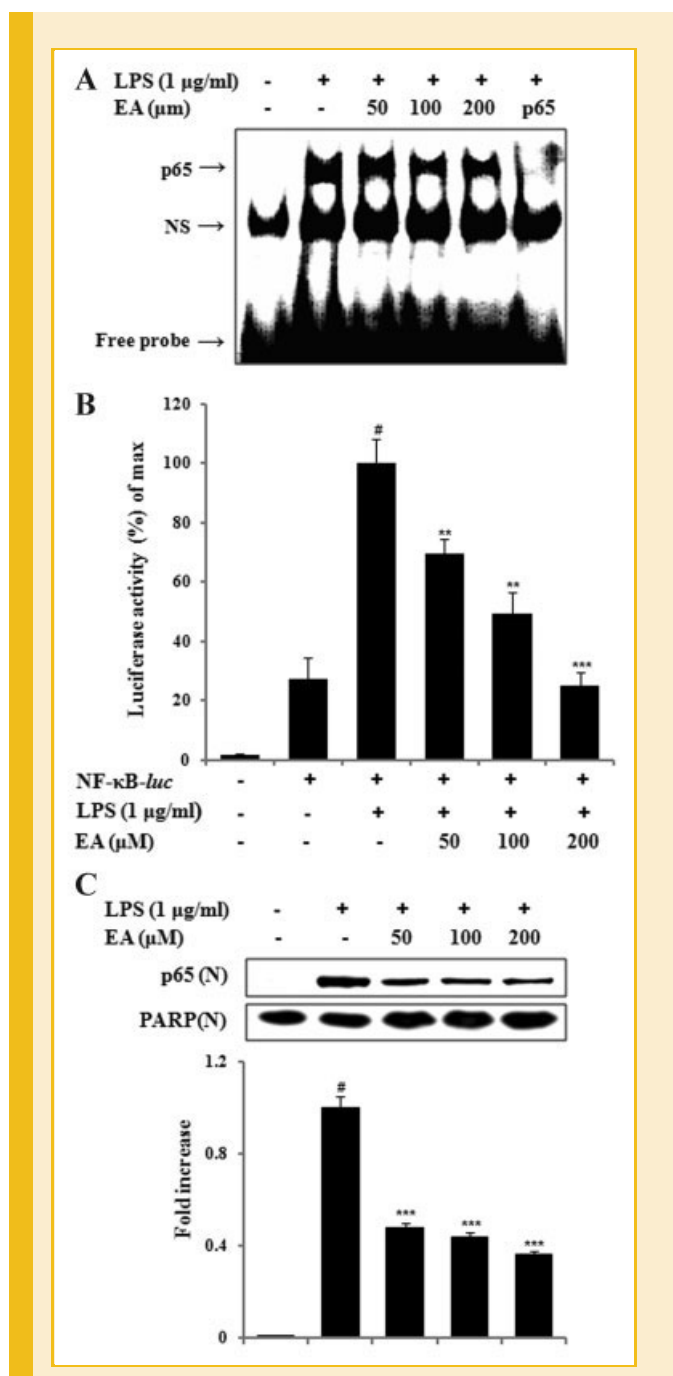 A
LPS (1 µg/ml) - + + + + +
EA (µm) - - 50 100 200 p65
p65 →
NS →
Free probe →
B
Luciferase activity (%) of max
120
100
80
60
40
20
0
#
**
**
***
NF-κB-luc - + + + + +
LPS (1 µg/ml) - - + + + +
EA (µM) - - - 50 100 200
C
LPS (1 µg/ml) - + + + +
EA (µM) - - 50 100 200
p65 (N)
PARP(N)
Fold increase
1.2
0.8
0.4
0
#
***
***
***